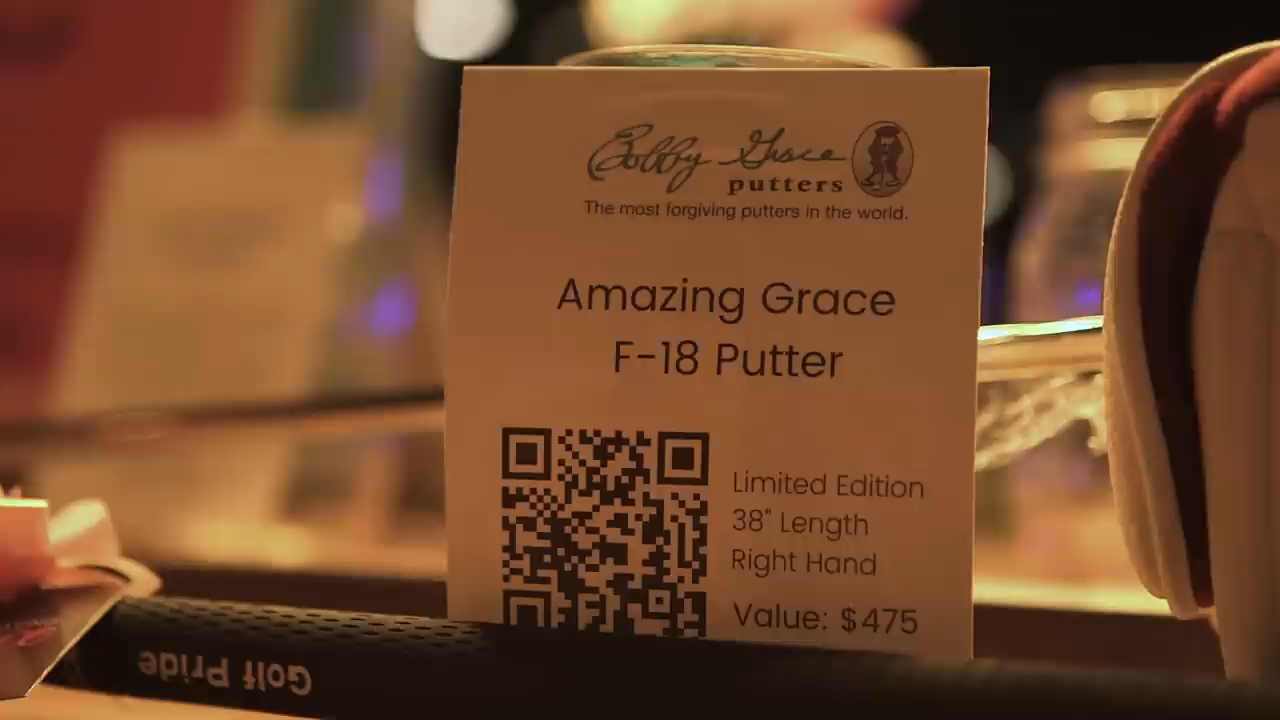 Bobby Grace
putters
The most forgiving putters in the world.
Amazing Grace
F-18 Putter
Limited Edition
38" Length
Right Hand
Value: $475
Golf Pride